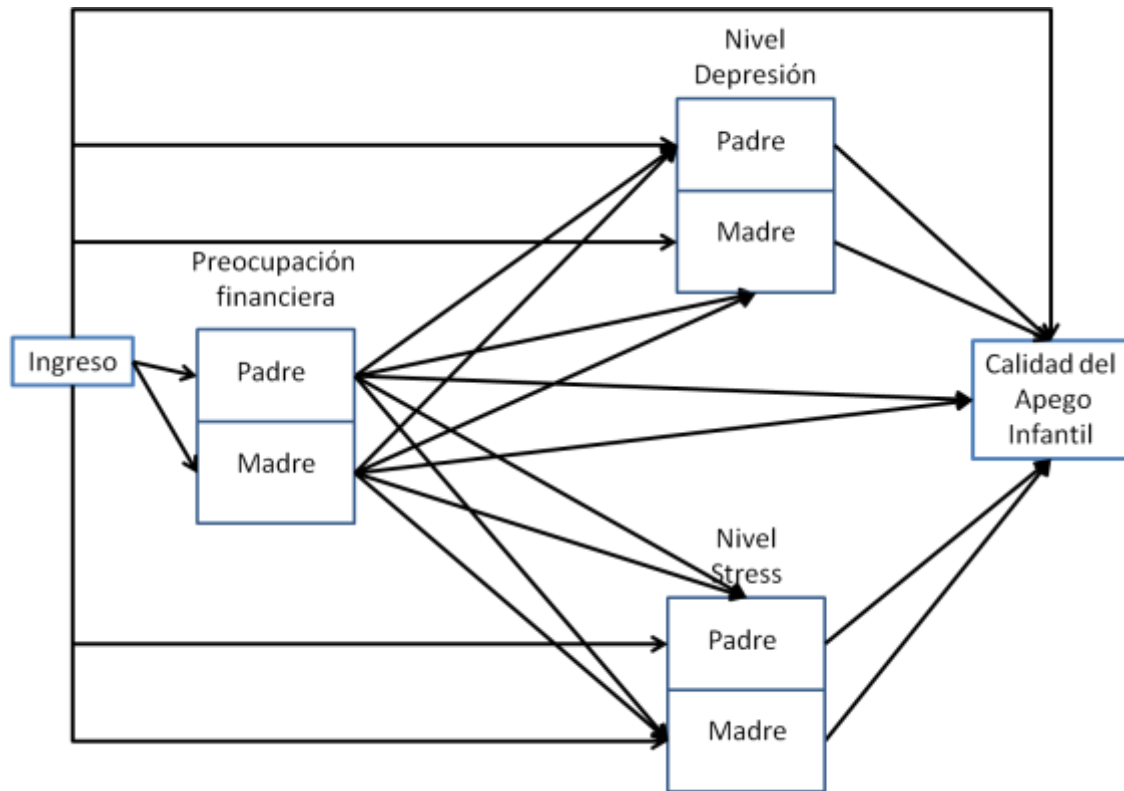 Nivel
Depresión
Padre
Madre
Preocupación
financiera
Ingreso
Padre
Madre
Calidad del
Apego
Infantil
Nivel
Stress
Padre
Madre